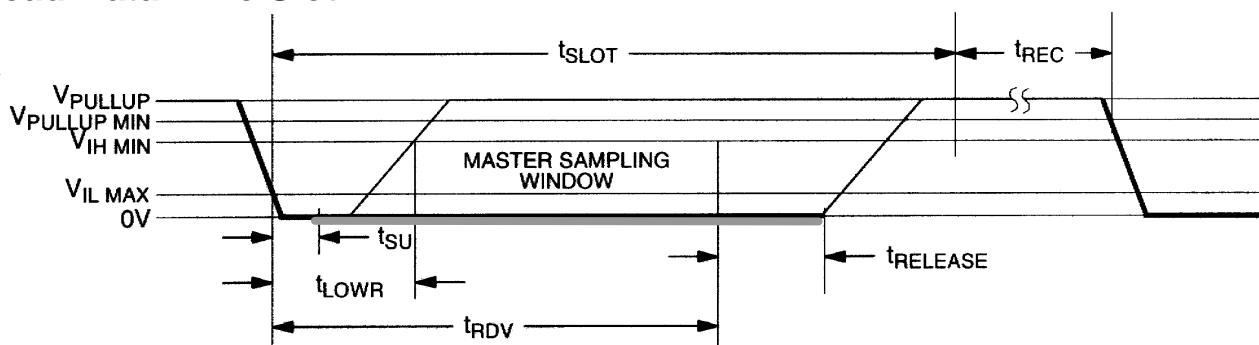 tSLOT
tREC
VPULLUP
VPULLUP MIN
VIH MIN
MASTER SAMPLING
WINDOW
VIL MAX
0V
tSU
tRELEASE
tLOWR
tRDV